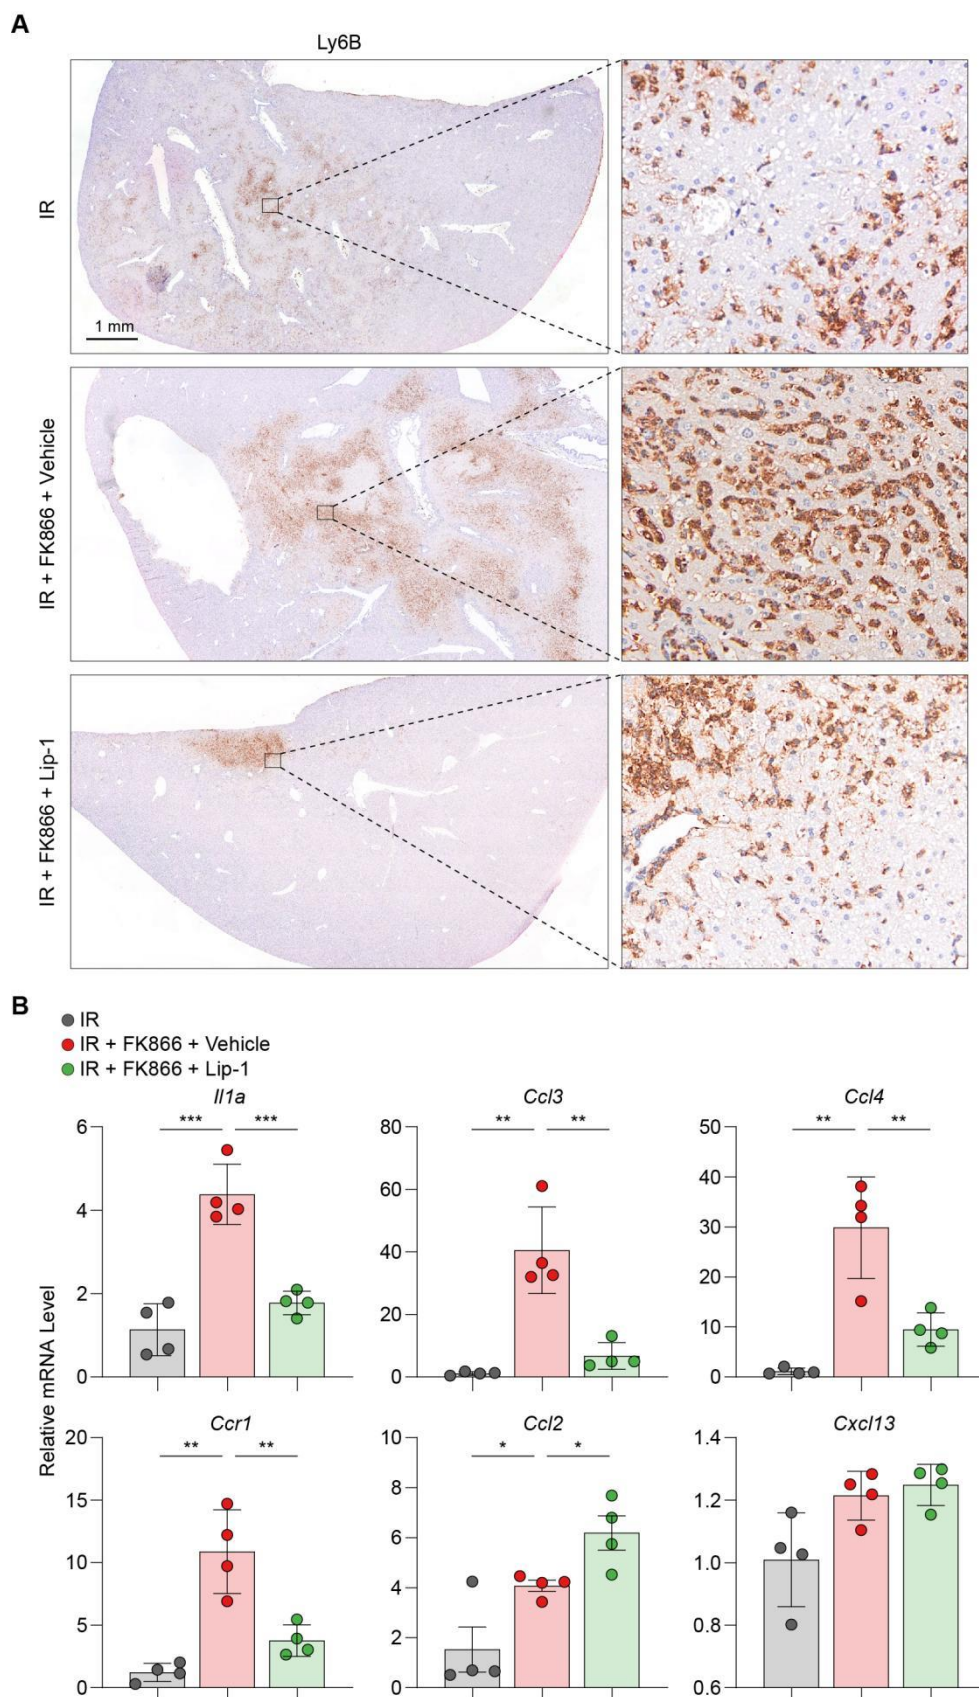 A
Ly6B
IR
1 mm
IR + FK866 + Vehicle
IR + FK866 + Lip-1
B
IR
IR + FK866 + Vehicle
IR + FK866 + Lip-1
Relative mRNA Level
Il1a
*** ***
6
4
2
0
Ccl3
** **
80
60
40
20
0
Ccl4
** **
50
40
30
20
10
0
Ccr1
** **
20
15
10
5
0
Ccl2
* *
10
8
6
4
2
0
Cxcl13
1.4
1.2
1.0
0.8
0.6